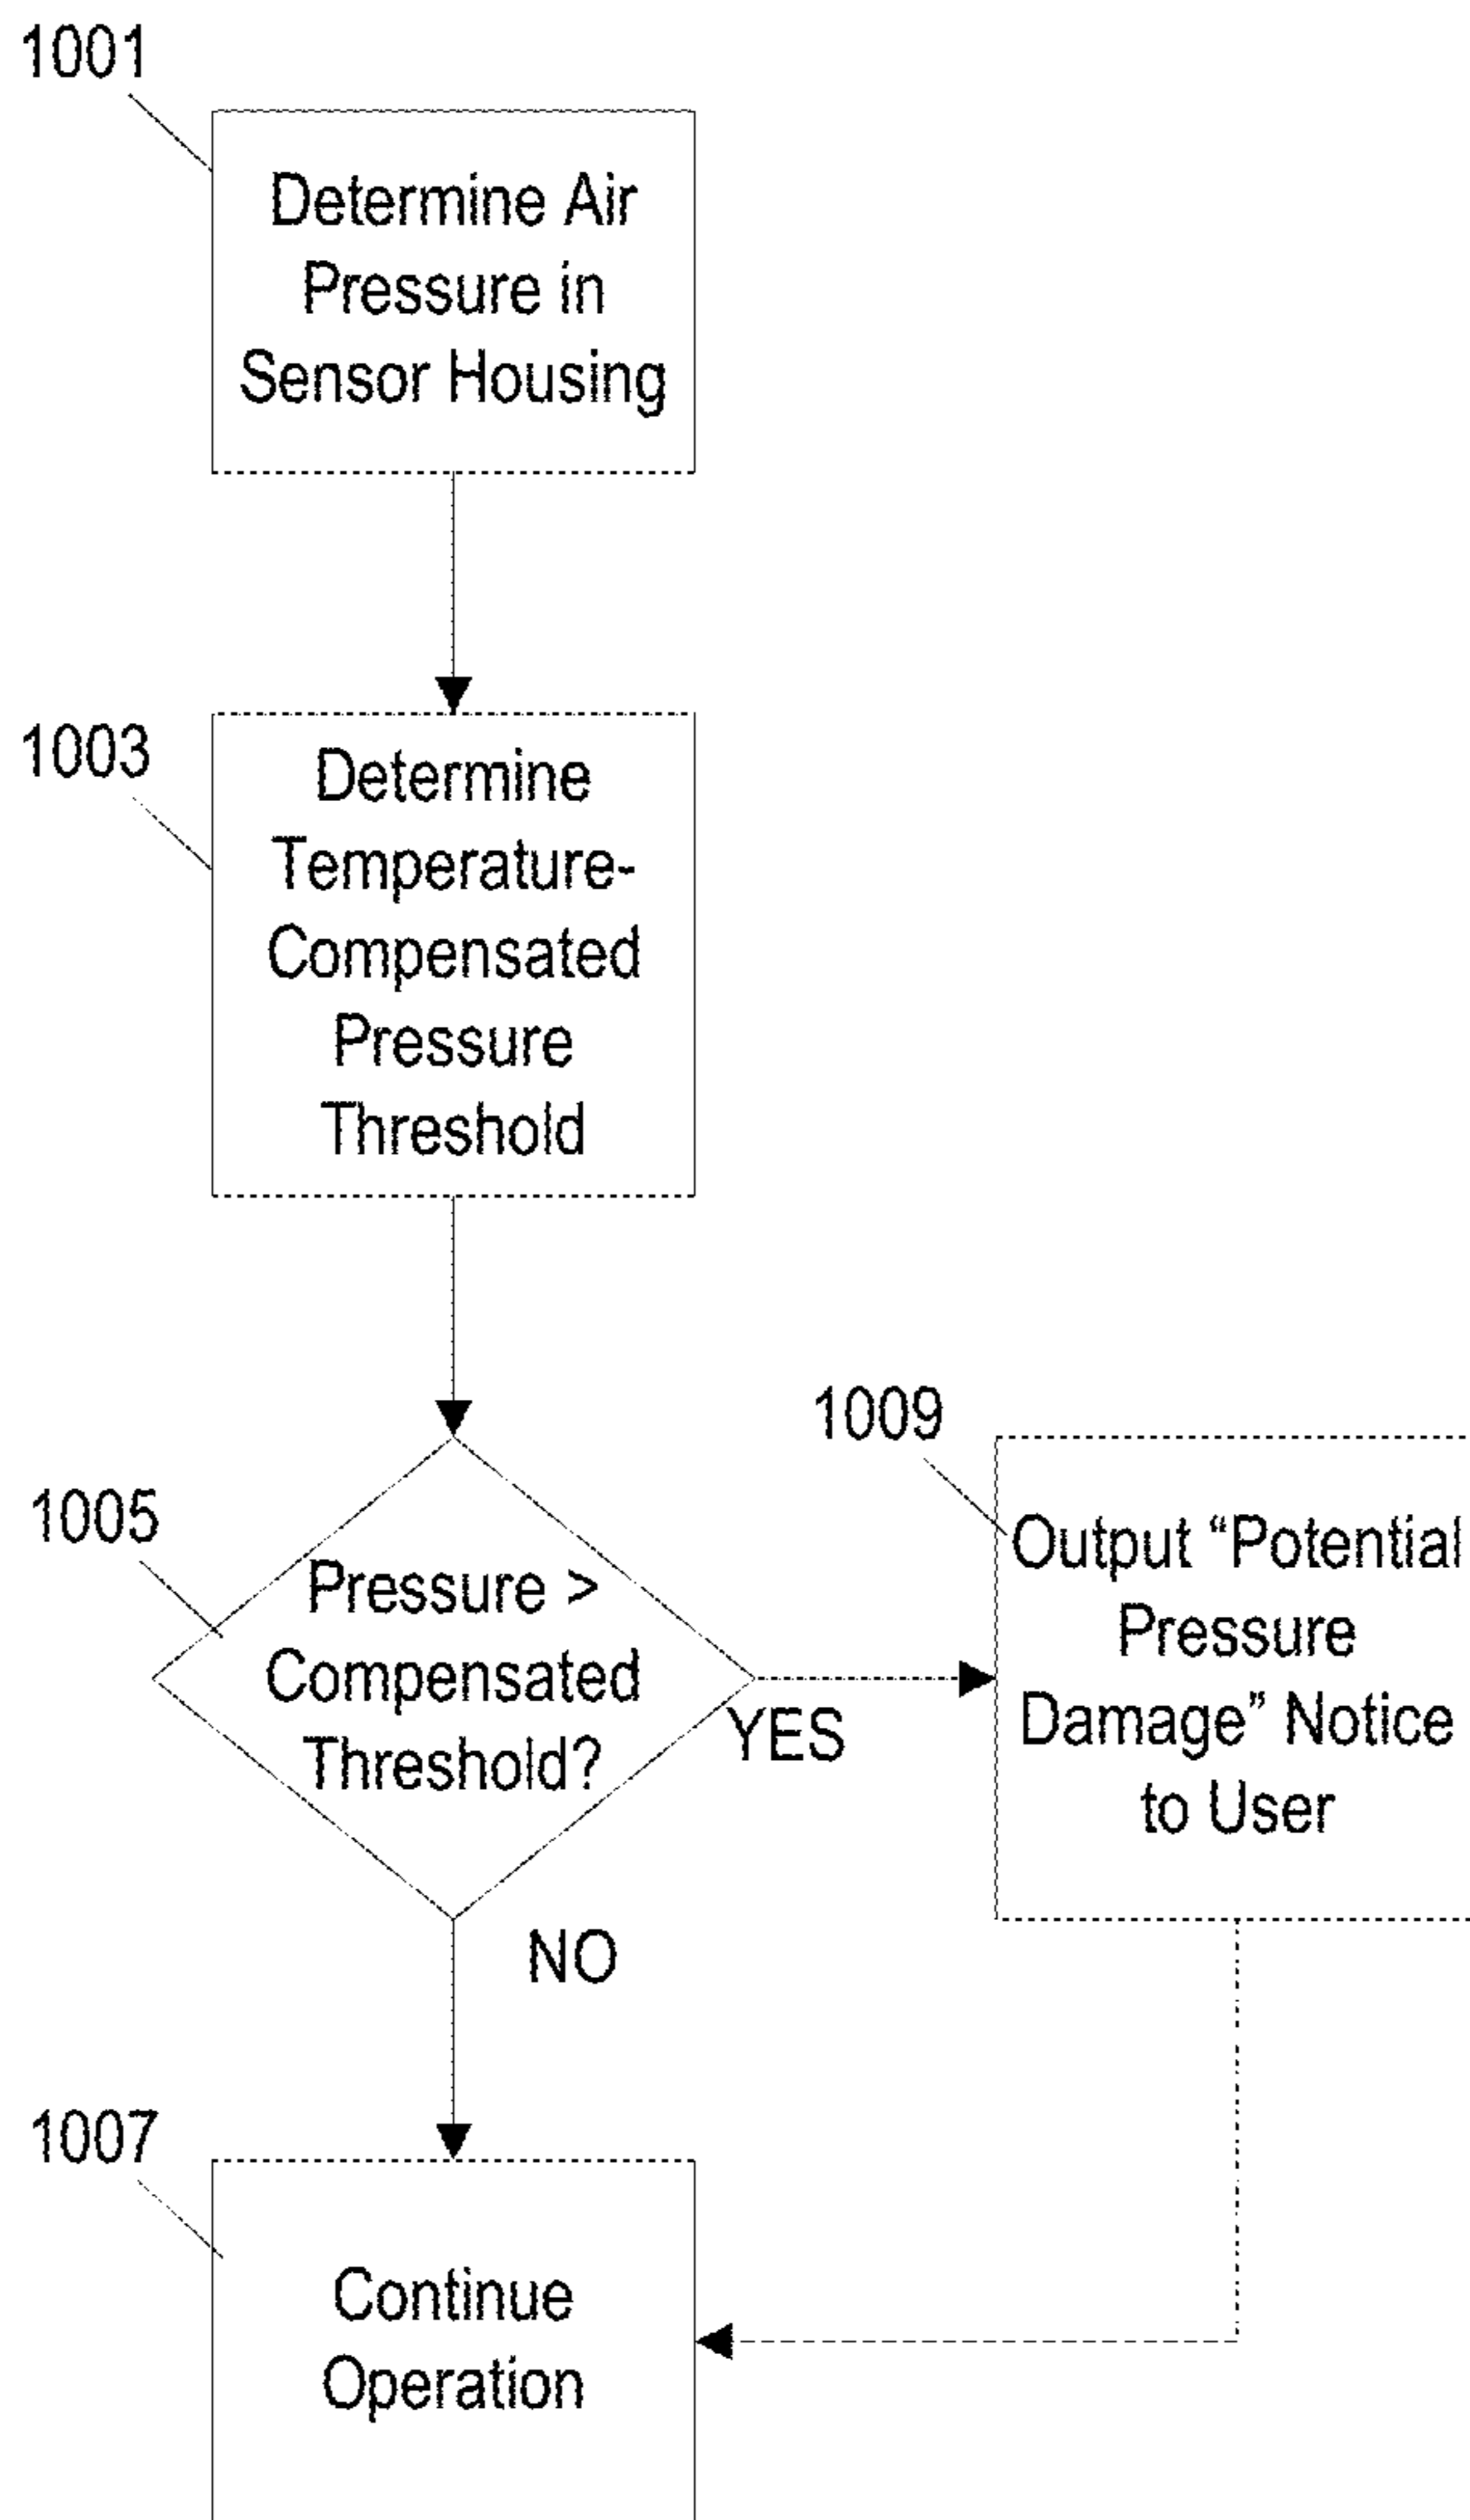 1001
Determine Air
Pressure in
Sensor Housing
1003
Determine
Temperature-
Compensated
Pressure
Threshold
1005
Pressure >
Compensated
Threshold?
YES
1009
Output “Potential
Pressure
Damage” Notice
to User
NO
1007
Continue
Operation